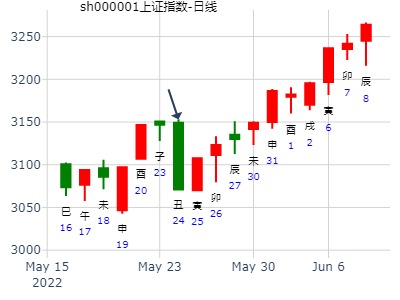 sh000001上证指数-日线
3250
3200
3150
3100
3050
3000
巳
16
午
17
未
18
申
19
酉
20
子
23
丑
24
寅
25
卯
26
辰
27
未
30
申
31
酉
1
戌
2
寅
6
卯
7
辰
8
May 15
May 23
May 30
Jun 6
2022